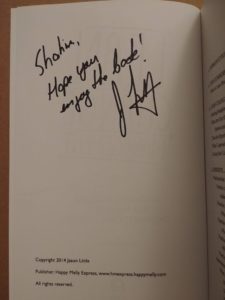 Shahin,
Hope you
enjoy the book!
Copyright 2014 Jason Little
Publisher: Happy Melly Express, www.hmexpress.happymelly.com
All rights reserved.